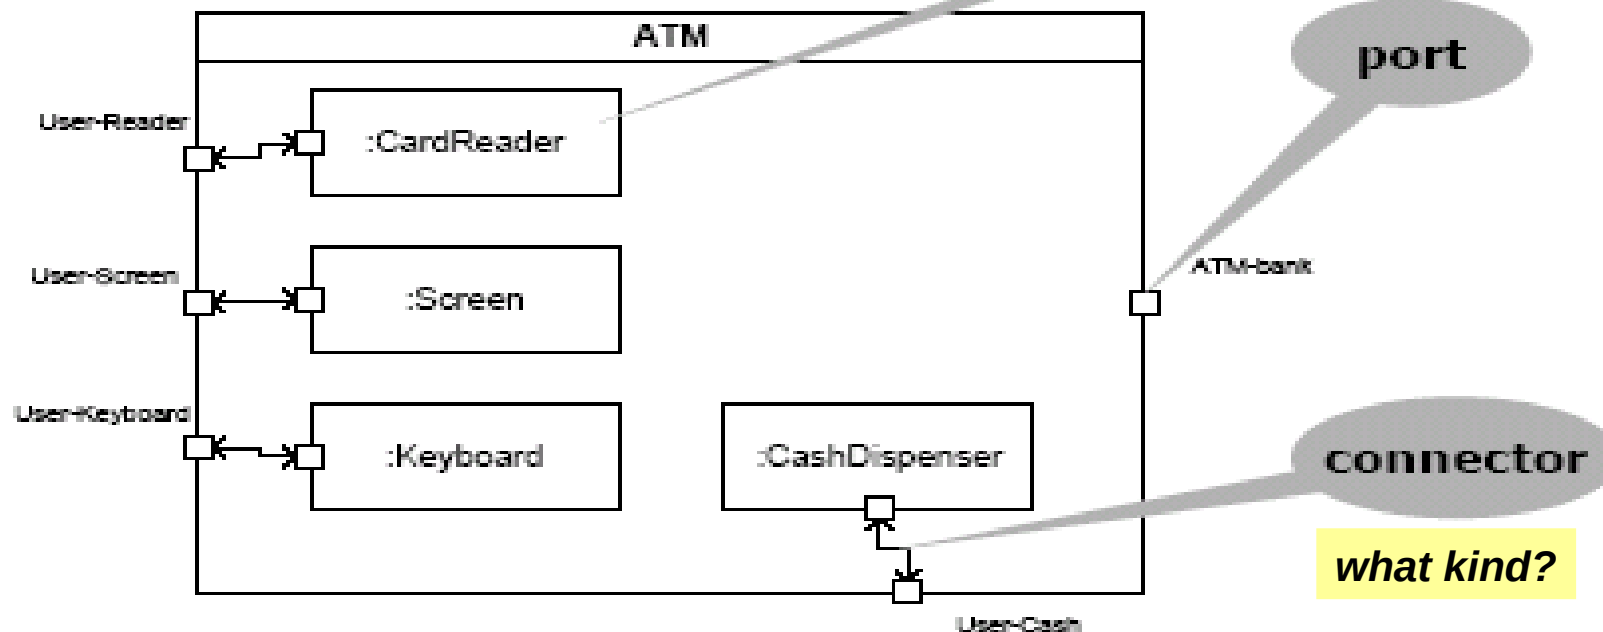 ATM
port
User-Reader
:CardReader
User-Screen
:Screen
ATM-bank
User-Keyboard
:Keyboard
:CashDispenser
connector
what kind?
User-Cash